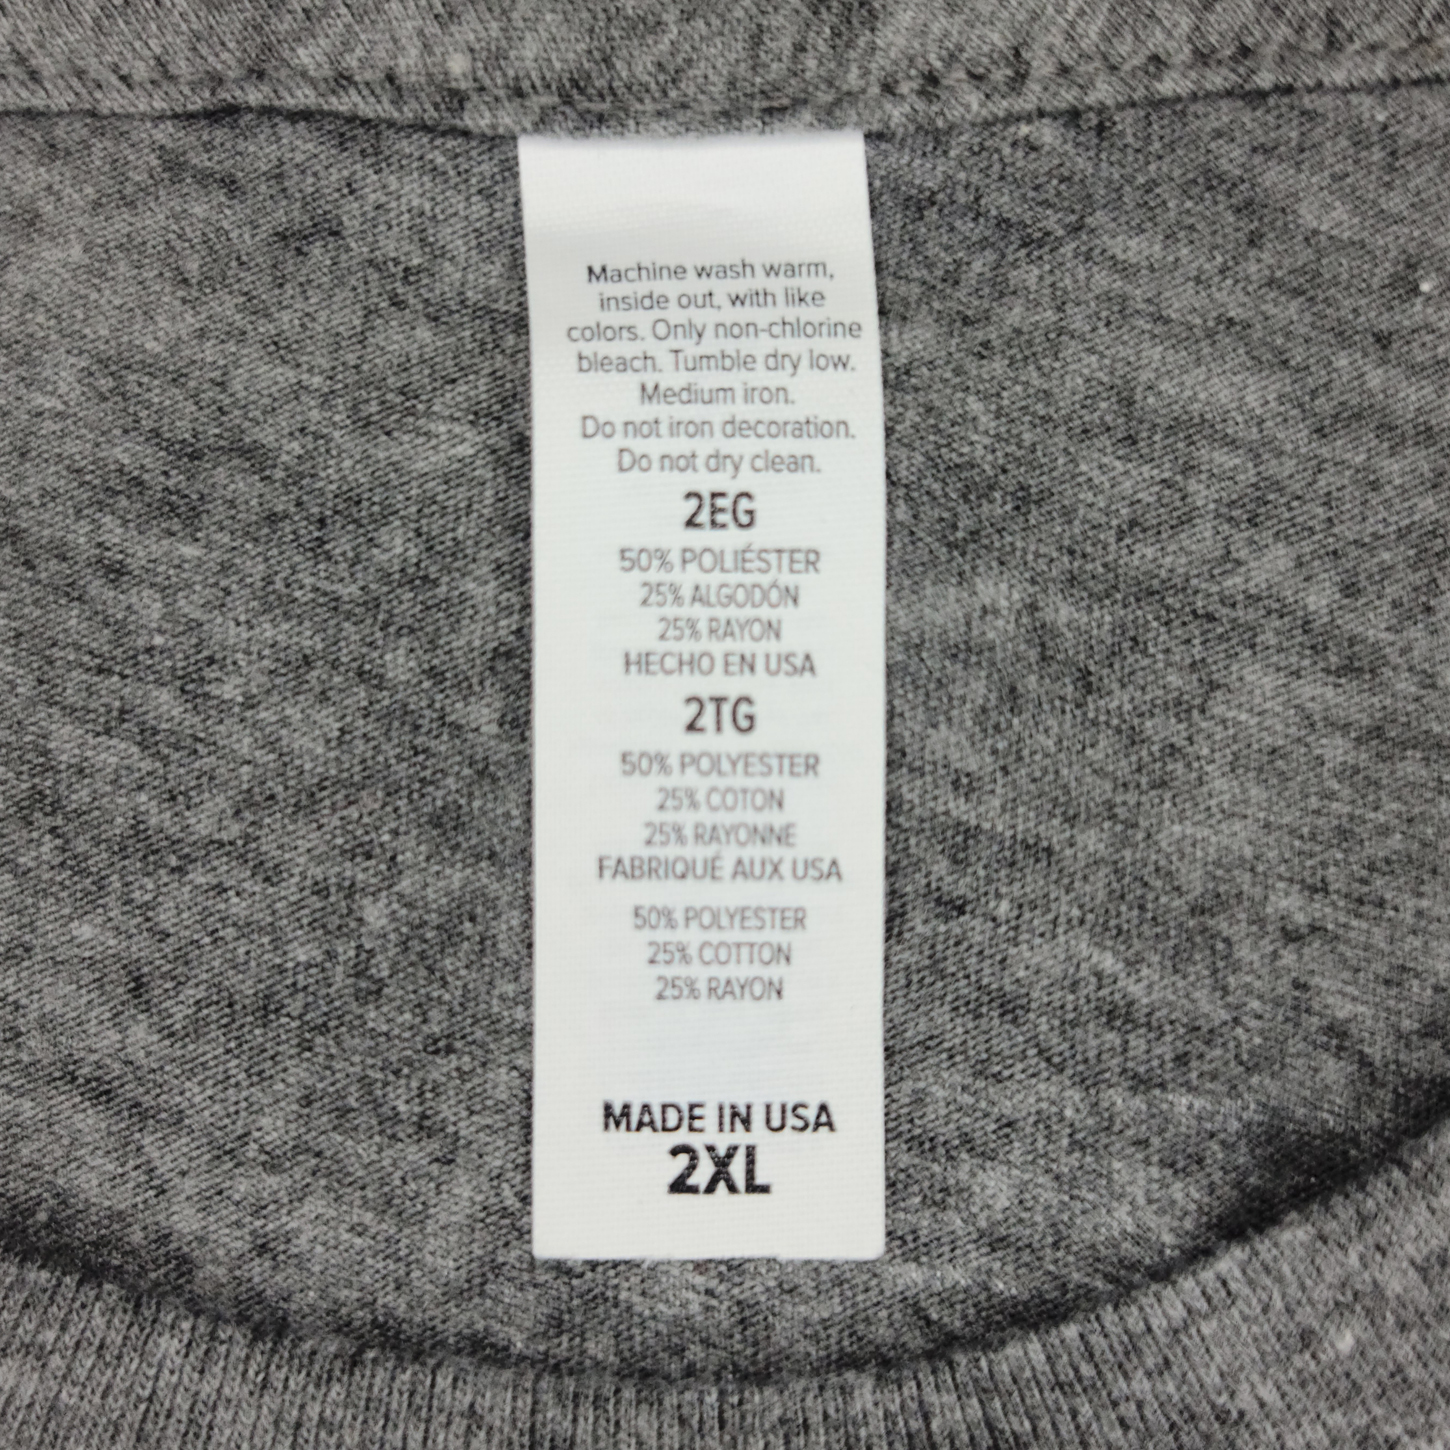 Machine wash warm,
inside out, with like
colors. Only non-chlorine
bleach. Tumble dry low.
Medium iron.
Do not iron decoration.
Do not dry clean.
2EG
50% POLIÉSTER
25% ALGODÓN
25% RAYON
HECHO EN USA
2TG
50% POLYESTER
25% COTON
25% RAYONNE
FABRIQUÉ AUX USA
50% POLYESTER
25% COTTON
25% RAYON
MADE IN USA
2XL